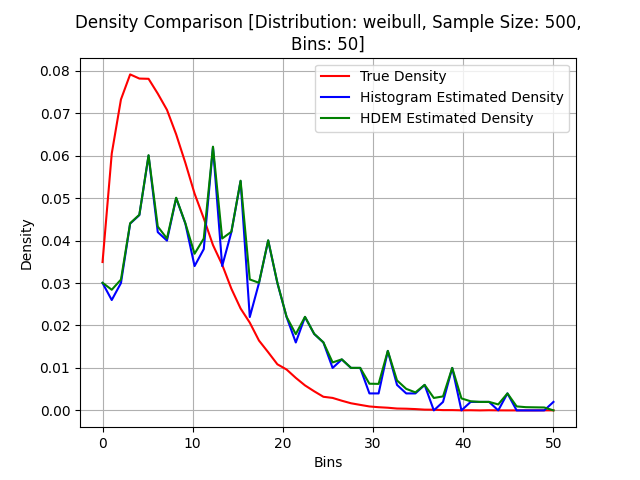 Density Comparison [Distribution: weibull, Sample Size: 500,
Bins: 50]
True Density
Histogram Estimated Density
HDEM Estimated Density
Density
0.08
0.07
0.06
0.05
0.04
0.03
0.02
0.01
0.00
0 10 20 30 40 50
Bins